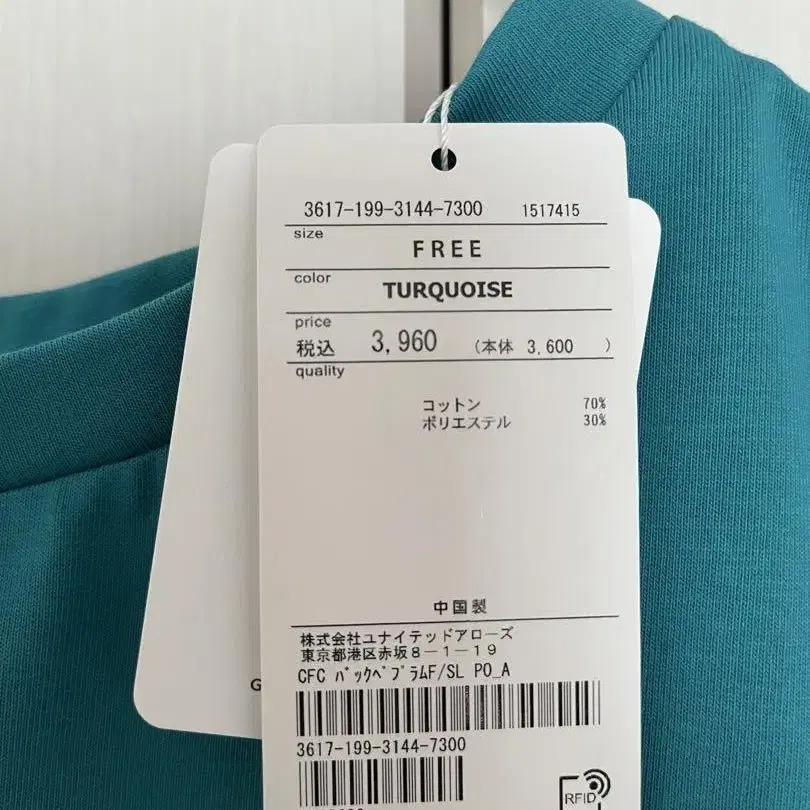 3617-199-3144-7300 1517415
size
FREE
color
TURQUOISE
price
税込 3,960 (本体 3,600 )
quality
コットン 70%
ポリエステル 30%
中国製
株式会社ユナイテッドアローズ
東京都港区赤坂8-1-19
CFC バックペプラムF/SL PO_A
3617-199-3144-7300
RFID
G